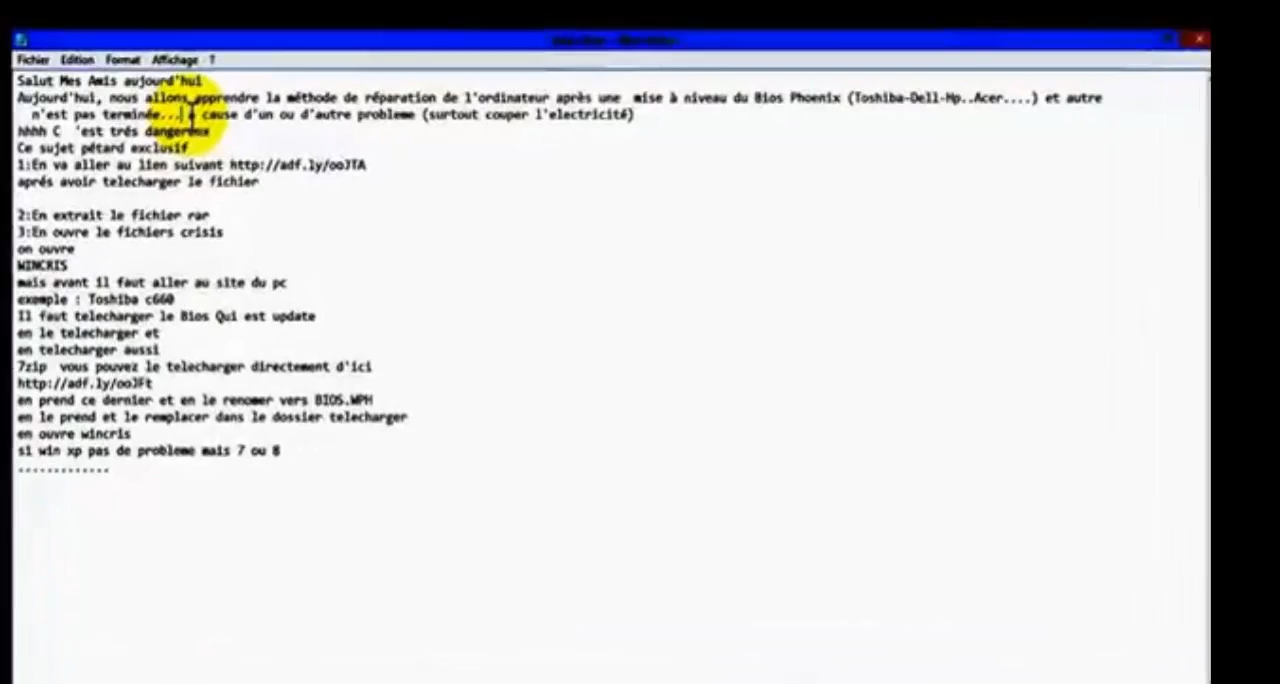 Fichier Edition Format Affichage ?
Salut Mes Amis aujourd'hui
Aujourd'hui, nous allons apprendre la méthode de réparation de l'ordinateur après une mise à niveau du Bios Phoenix (Toshiba-Dell-Hp..Acer....) et autre
n'est pas terminée... à cause d'un ou d'autre probleme (surtout couper l'electricité)
hhhh C 'est trés dangereux
Ce sujet pétard exclusif
1:En va aller au lien suivant http://adf.ly/ooJTA
aprés avoir telecharger le fichier
2:En extrait le fichier rar
3:En ouvre le fichiers crisis
on ouvre
WINCRIS
mais avant il faut aller au site du pc
exemple : Toshiba c660
Il faut telecharger le Bios Qui est update
en le telecharger et
en telecharger aussi
7zip vous pouvez le telecharger directement d'ici
http://adf.ly/ooJFt
en prend ce dernier et en le renomer vers BIOS.WPH
en le prend et le remplacer dans le dossier telecharger
en ouvre wincris
si win xp pas de probleme mais 7 ou 8
.............